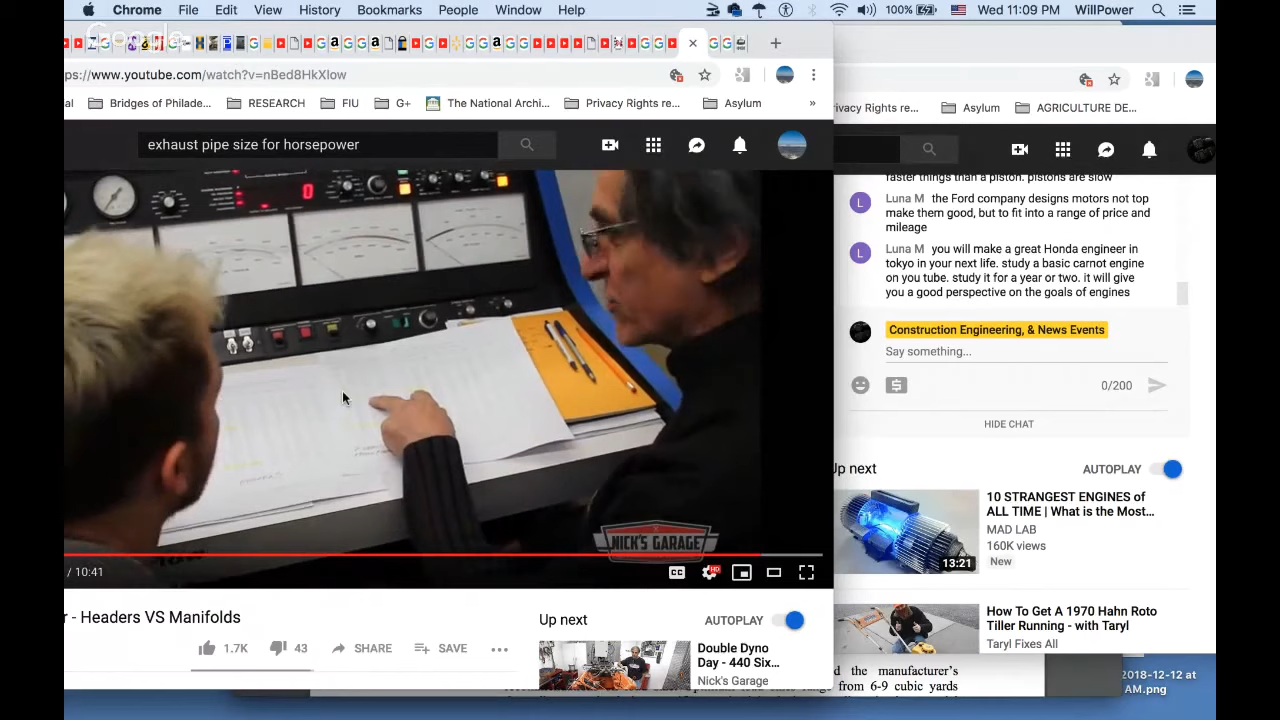 Chrome File Edit View History Bookmarks People Window Help
100% Wed 11:09 PM WillPower
ps://www.youtube.com/watch?v=nBed8HkXlow
al Bridges of Philade... RESEARCH FIU G+ The National Archi... Privacy Rights re... Asylum »
ivacy Rights re... Asylum AGRICULTURE DE...
exhaust pipe size for horsepower
0
NICK'S GARAGE
/ 10:41
CC
HD
r - Headers VS Manifolds
1.7K 43 SHARE SAVE
Up next AUTOPLAY
Double Dyno
Day - 440 Six...
Nick's Garage
faster things than a piston. pistons are slow
L Luna M the Ford company designs motors not top
make them good, but to fit into a range of price and
mileage
L Luna M you will make a great Honda engineer in
tokyo in your next life. study a basic carnot engine
on you tube. study it for a year or two. it will give
you a good perspective on the goals of engines
Construction Engineering, & News Events
Say something...
0/200
HIDE CHAT
Up next AUTOPLAY
10 STRANGEST ENGINES of
ALL TIME | What is the Most...
MAD LAB
160K views
New
13:21
How To Get A 1970 Hahn Roto
Tiller Running - with Taryl
Taryl Fixes All
d the manufacturer's
from 6-9 cubic yards
2018-12-12 at
AM.png